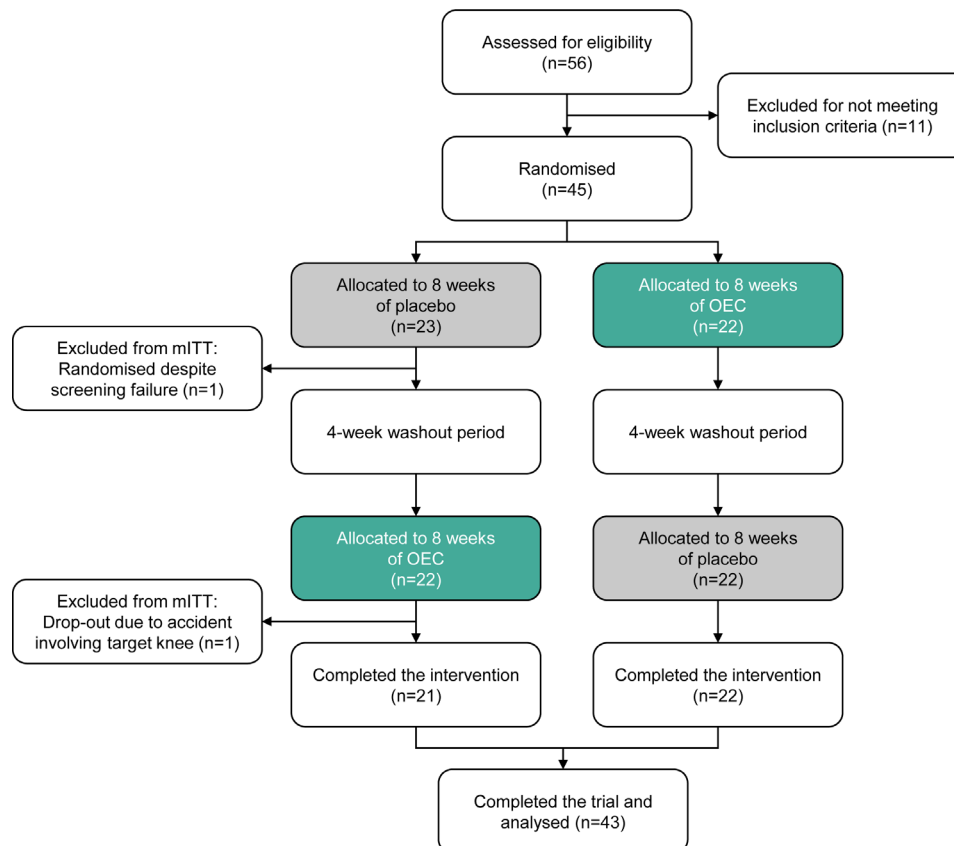 Assessed for eligibility
(n=56)
Excluded for not meeting
inclusion criteria (n=11)
Randomised
(n=45)
Allocated to 8 weeks
of placebo
(n=23)
Allocated to 8 weeks
of OEC
(n=22)
Excluded from mITT:
Randomised despite
screening failure (n=1)
4-week washout period
4-week washout period
Allocated to 8 weeks
of OEC
(n=22)
Allocated to 8 weeks
of placebo
(n=22)
Excluded from mITT:
Drop-out due to accident
involving target knee (n=1)
Completed the intervention
(n=21)
Completed the intervention
(n=22)
Completed the trial and
analysed (n=43)